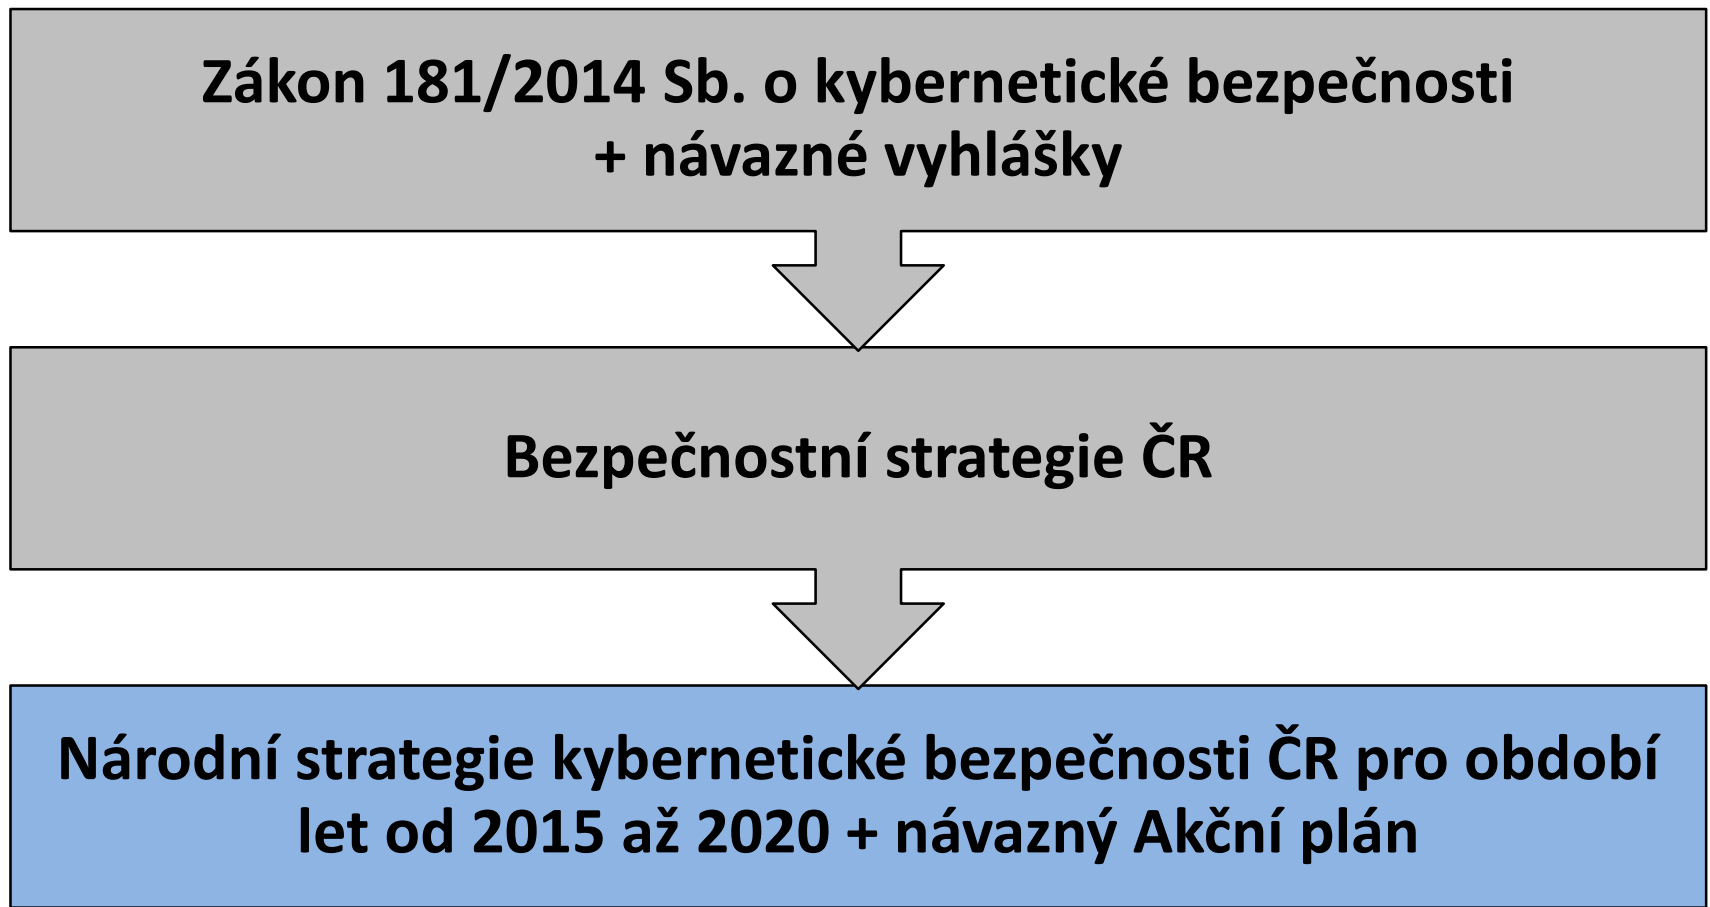 Zákon 181/2014 Sb. o kybernetické bezpečnosti
+ návazné vyhlášky
Bezpečnostní strategie ČR
Národní strategie kybernetické bezpečnosti ČR pro období
let od 2015 až 2020 + návazný Akční plán